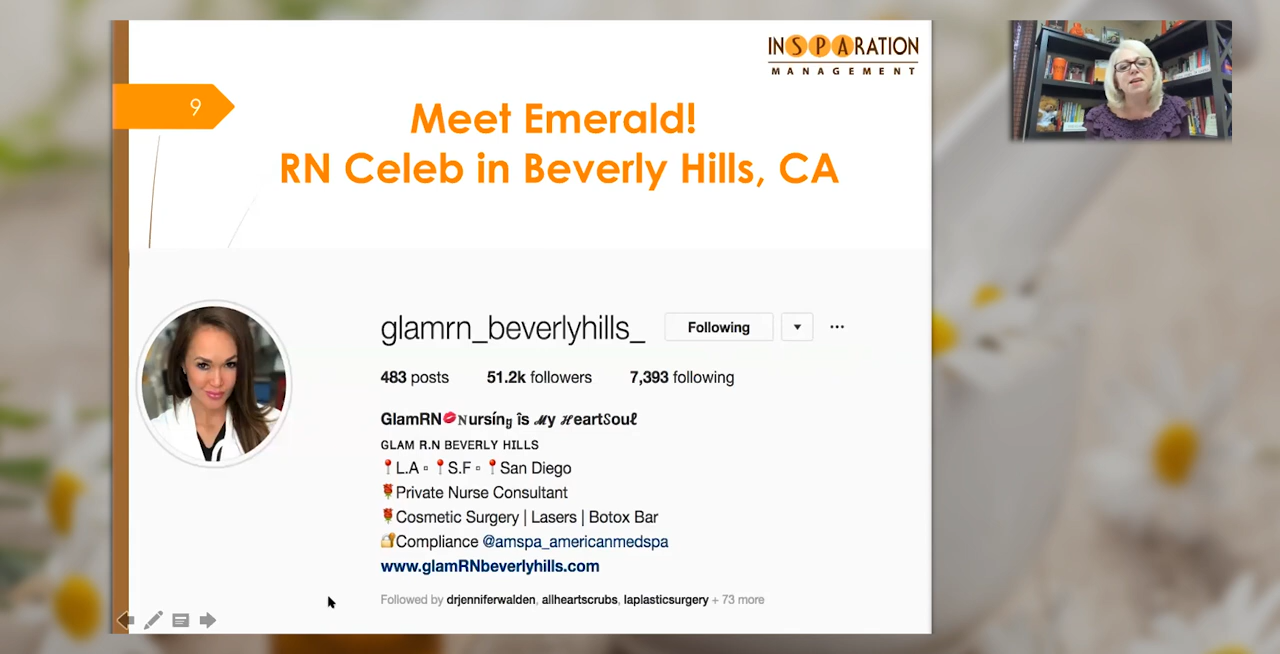 INSPARATION
MANAGEMENT
9
Meet Emerald!
RN Celeb in Beverly Hills, CA
glamrn_beverlyhills_ Following
483 posts 51.2k followers 7,393 following
GlamRN💋Nursíng îs ℳy ℋeartSouℓ
GLAM R.N BEVERLY HILLS
📍L.A▫📍S.F▫📍San Diego
🌹Private Nurse Consultant
🌹Cosmetic Surgery | Lasers | Botox Bar
🔐Compliance @amspa_americanmedspa
www.glamRNbeverlyhills.com
Followed by drjenniferwalden, allheartscrubs, laplasticsurgery + 73 more